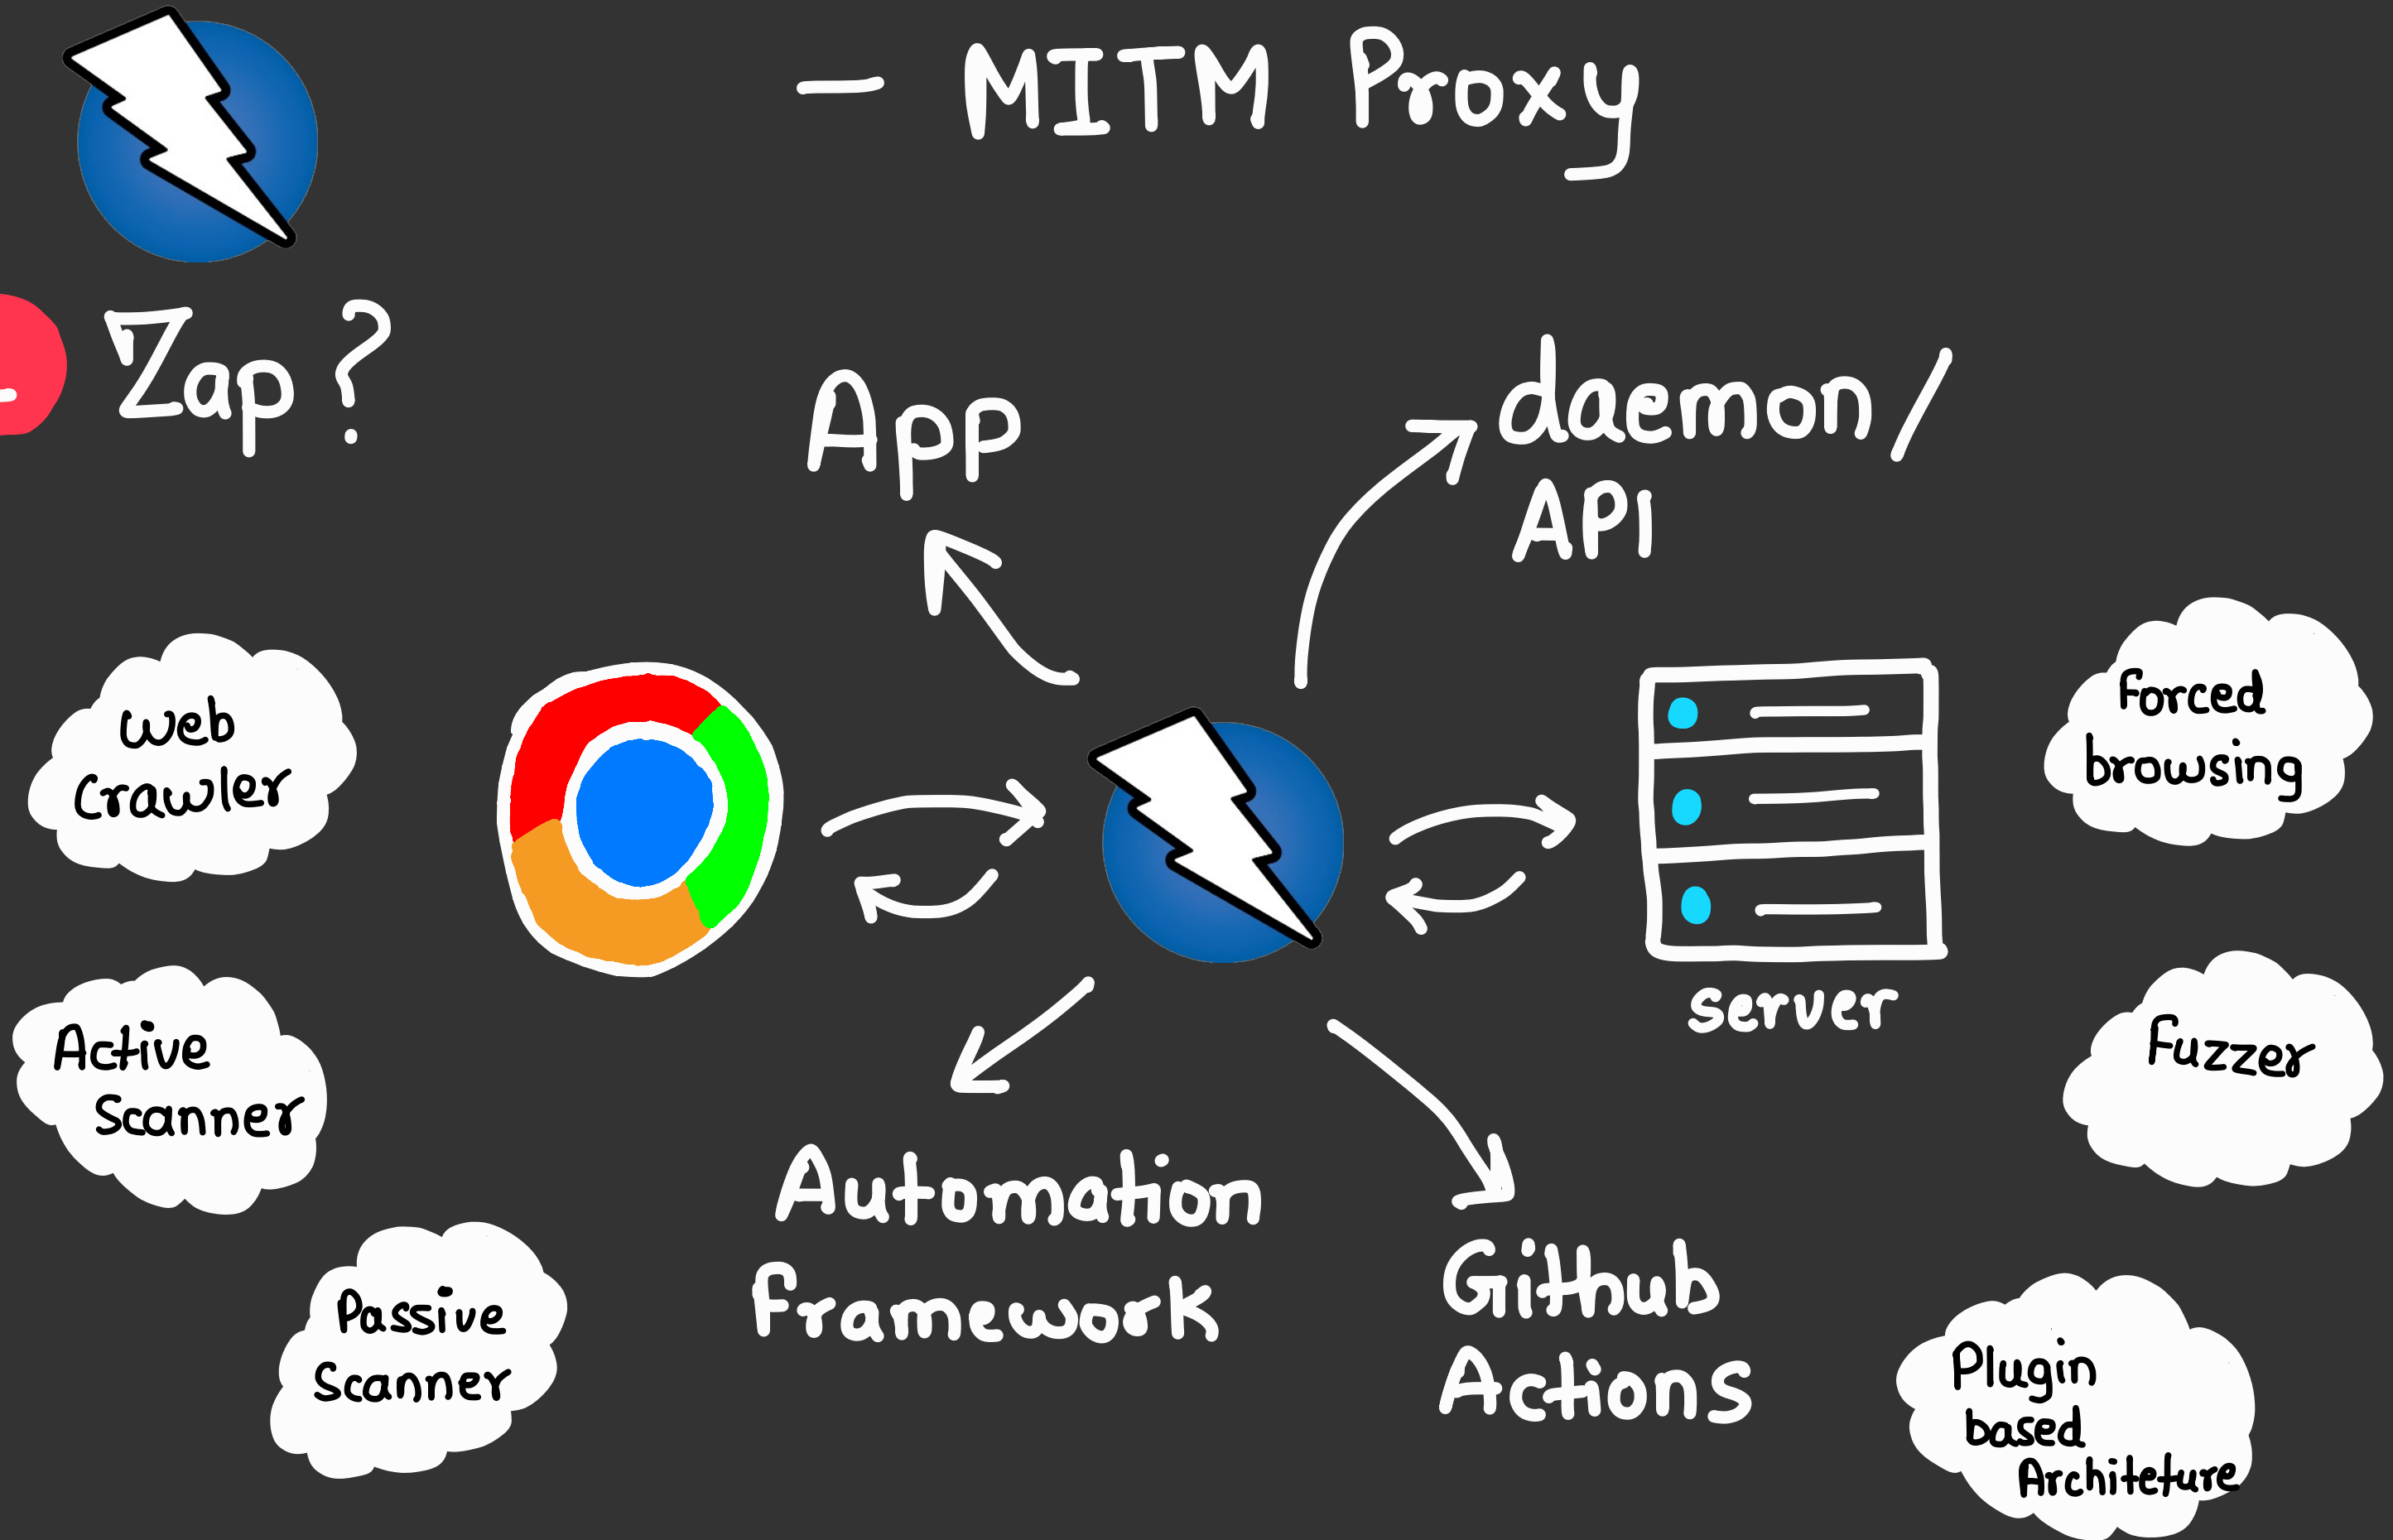 - MITM Proxy
Zap ?
App
daemon /
API
Web
Crawller
forced
browsing
Active
scanner
server
Fuzzer
Automation
framework
Passive
scanner
Github
Actions
Plugin
based
Architeture